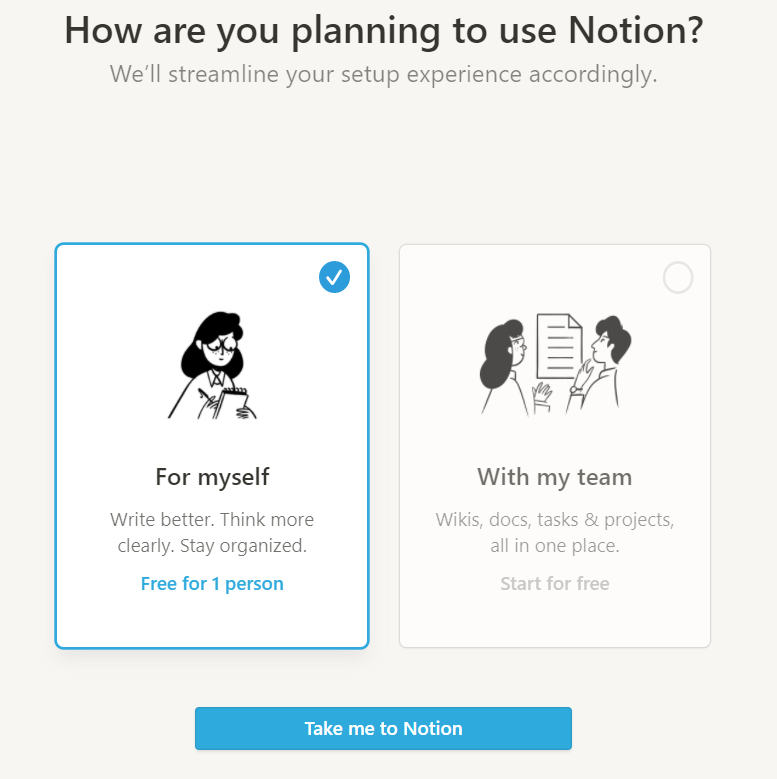 How are you planning to use Notion?
We’ll streamline your setup experience accordingly.
For myself
Write better. Think more
clearly. Stay organized.
Free for 1 person
With my team
Wikis, docs, tasks & projects,
all in one place.
Start for free
Take me to Notion